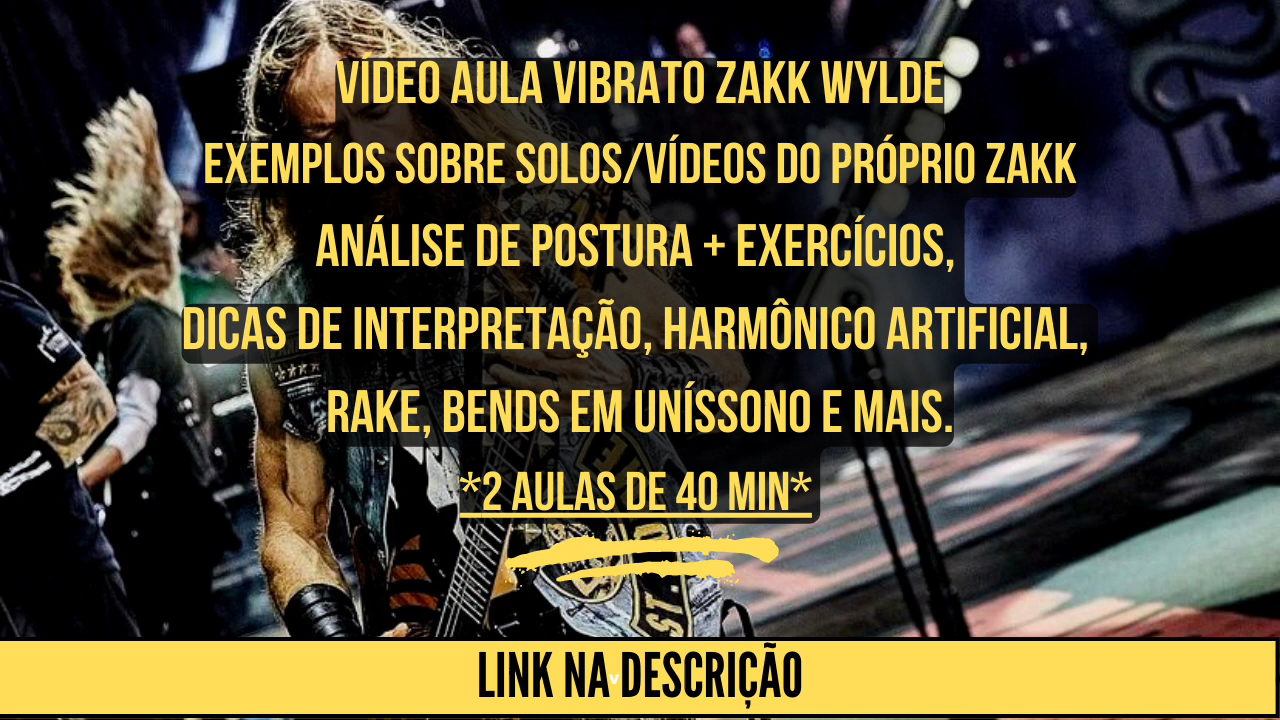 VÍDEO AULA VIBRATO ZAKK WYLDE
EXEMPLOS SOBRE SOLOS/VÍDEOS DO PRÓPRIO ZAKK
ANÁLISE DE POSTURA + EXERCÍCIOS,
DICAS DE INTERPRETAÇÃO, HARMÔNICO ARTIFICIAL,
RAKE, BENDS EM UNÍSSONO E MAIS.
*2 AULAS DE 40 MIN*
ST.
LINK NA DESCRIÇÃO
v